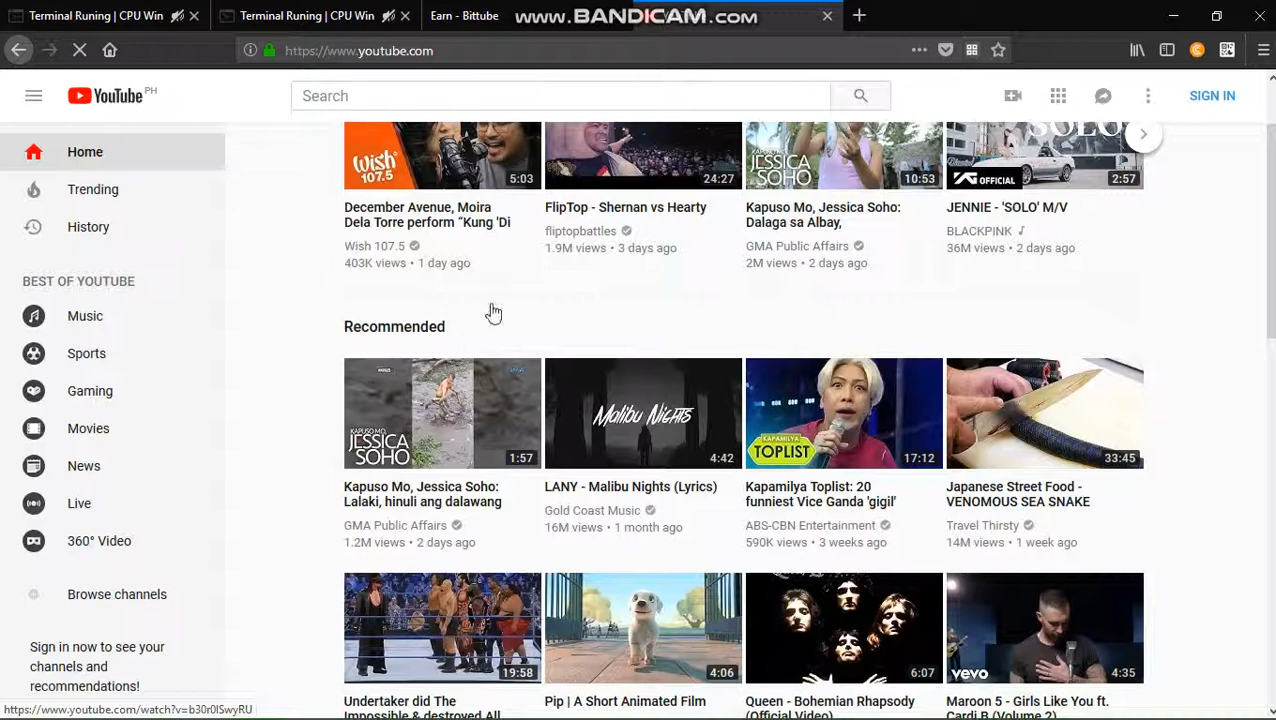 Terminal Runing | CPU Win
Terminal Runing | CPU Win
Earn - Bittube
www.BANDICAM.com
https://www.youtube.com
YouTube PH
Search
SIGN IN
Home
Trending
History
BEST OF YOUTUBE
Music
Sports
Gaming
Movies
News
Live
360° Video
Browse channels
Sign in now to see your
channels and
recommendations!
https://www.youtube.com/watch?v=b30r0lSwyRU
wish
107.5
5:03
24:27
JESSICA
SOHO
10:53
SOLO
YG OFFICIAL
2:57
December Avenue, Moira
Dela Torre perform “Kung 'Di
Wish 107.5
403K views • 1 day ago
FlipTop - Shernan vs Hearty
fliptopbattles
1.9M views • 3 days ago
Kapuso Mo, Jessica Soho:
Dalaga sa Albay,
GMA Public Affairs
2M views • 2 days ago
JENNIE - 'SOLO' M/V
BLACKPINK
36M views • 2 days ago
Recommended
KAPUSO MO,
JESSICA
SOHO
1:57
Malibu Nights
4:42
KAPAMILYA
TOPLIST
17:12
33:45
Kapuso Mo, Jessica Soho:
Lalaki, hinuli ang dalawang
GMA Public Affairs
1.2M views • 2 days ago
LANY - Malibu Nights (Lyrics)
Gold Coast Music
16M views • 1 month ago
Kapamilya Toplist: 20
funniest Vice Ganda 'gigil'
ABS-CBN Entertainment
590K views • 3 weeks ago
Japanese Street Food -
VENOMOUS SEA SNAKE
Travel Thirsty
14M views • 1 week ago
19:58
4:06
6:07
vevo
4:35
Undertaker did The
Impossible & destroyed All
Pip | A Short Animated Film
Queen - Bohemian Rhapsody
(Official Video)
Maroon 5 - Girls Like You ft.
Cardi B (Volume 2)